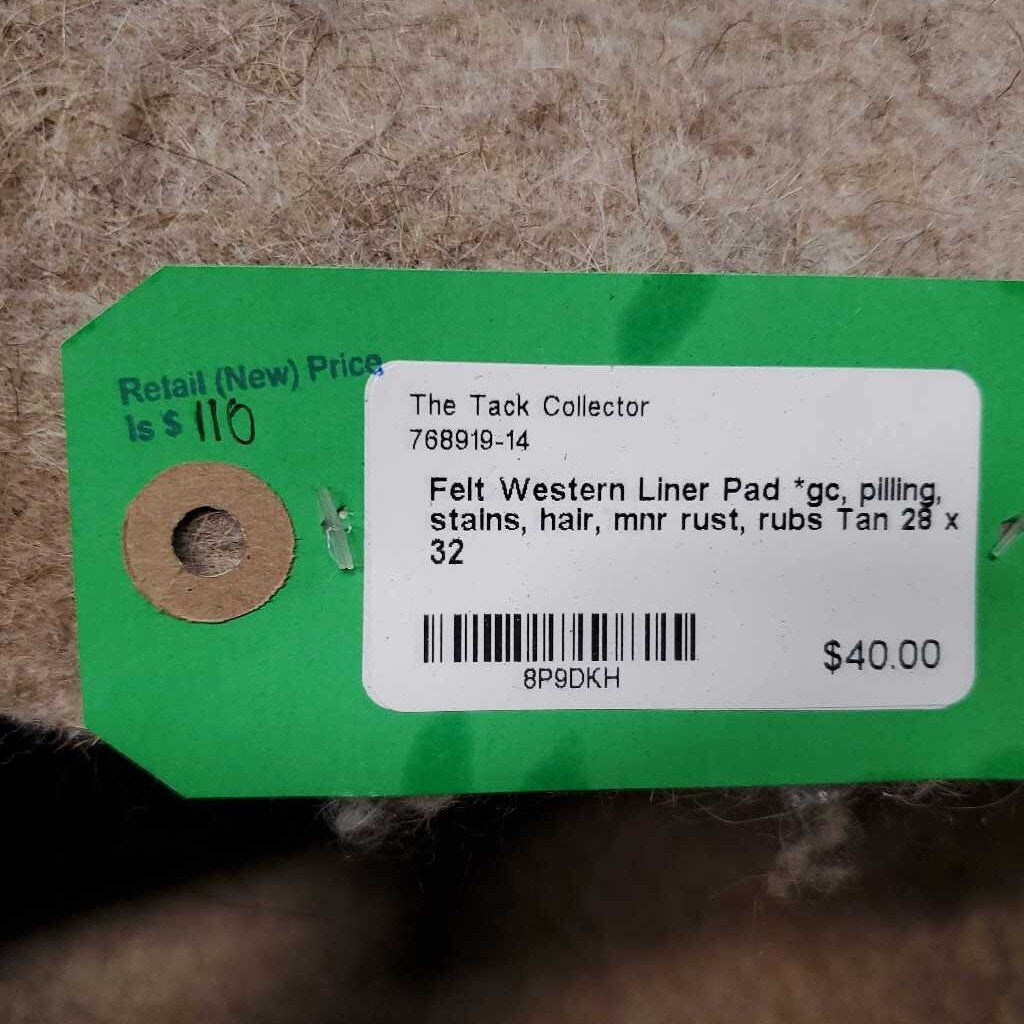 Retail (New) Price
Is $ 110
The Tack Collector
768919-14
Felt Western Liner Pad *gc, pilling,
stains, hair, mnr rust, rubs Tan 28 x
32
8P9DKH
$40.00